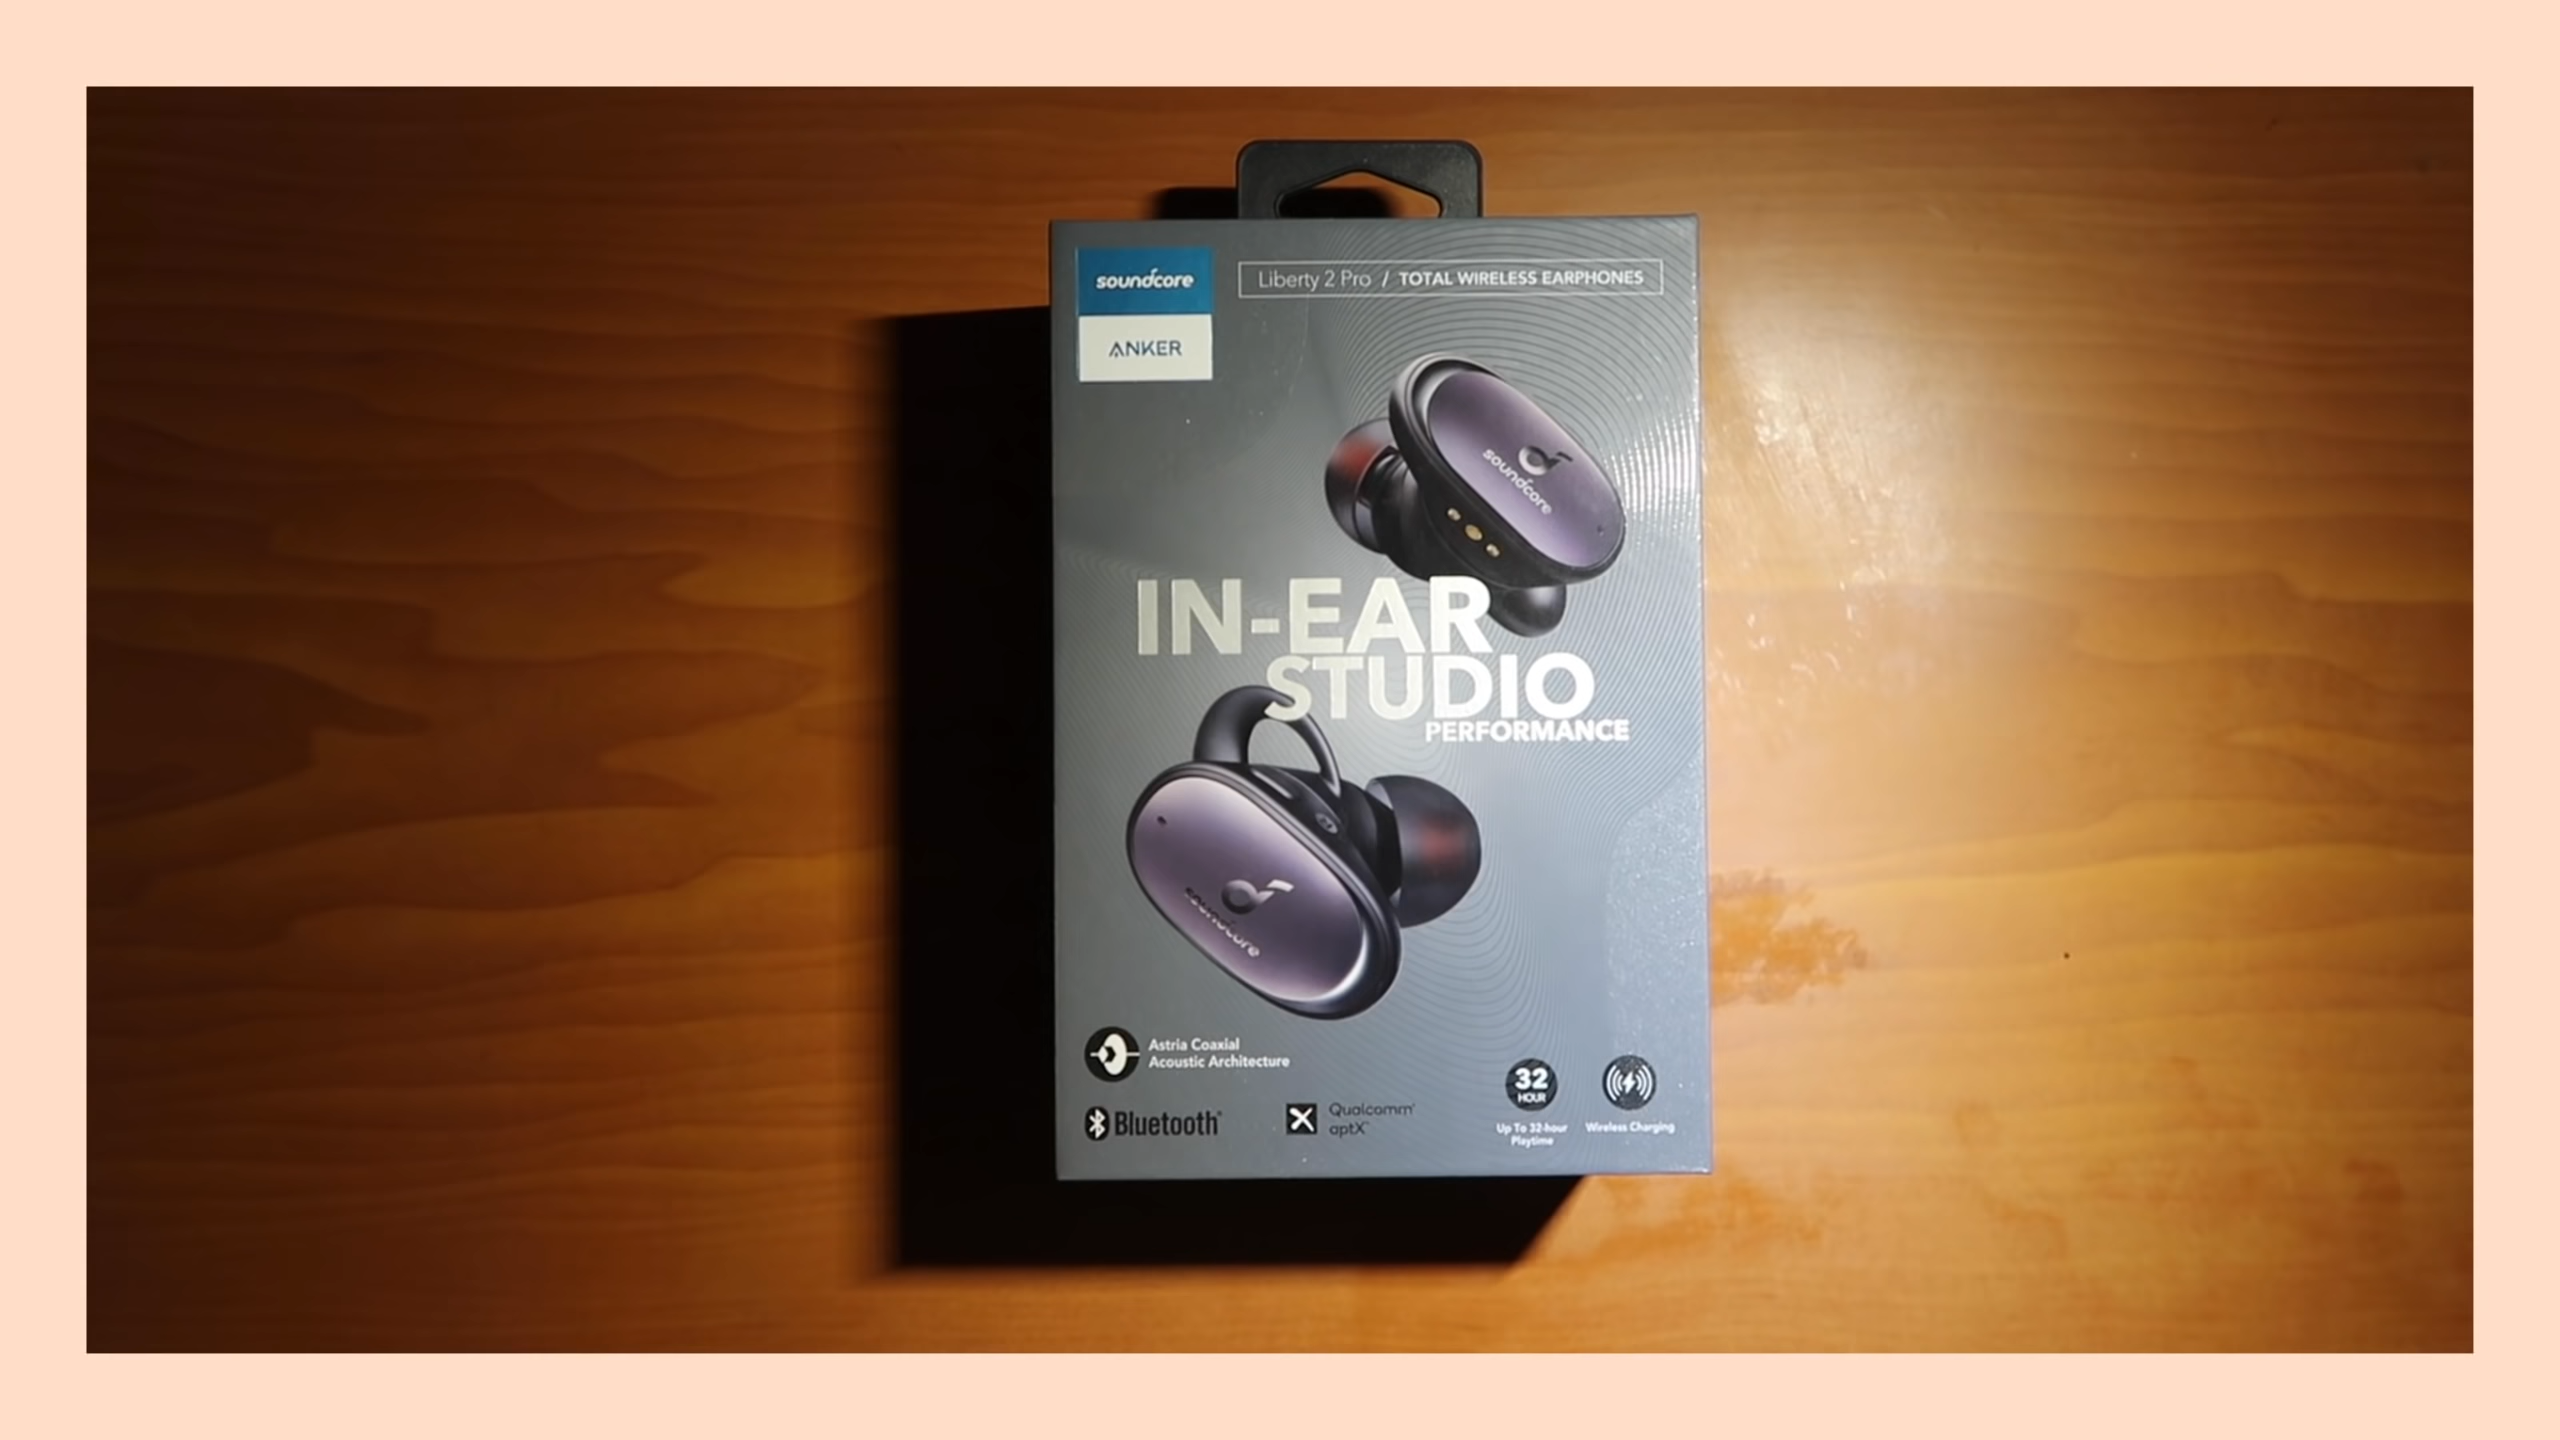 soundcore
ANKER
Liberty 2 Pro / TOTAL WIRELESS EARPHONES
soundcore
IN-EAR
STUDIO
PERFORMANCE
soundcore
Astria Coaxial
Acoustic Architecture
Bluetooth®
Qualcomm®
aptX™
32
HOUR
Up To 32-hour
Playtime
Wireless Charging